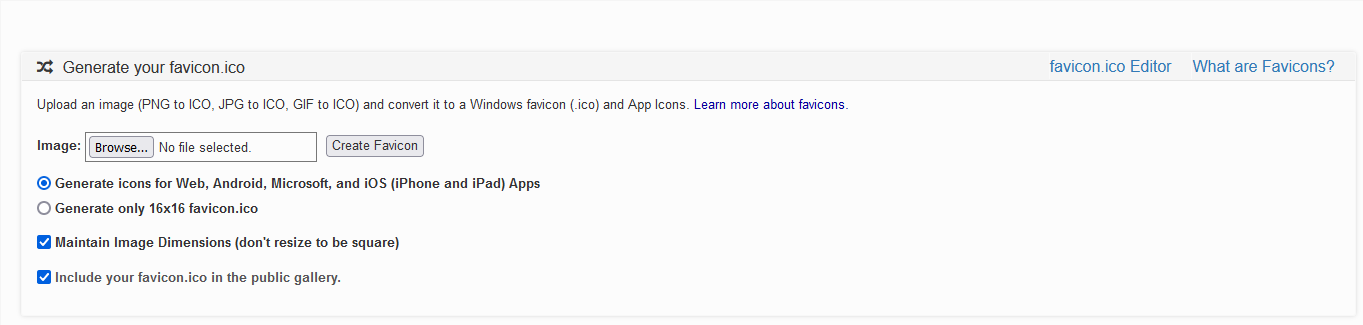 Generate your favicon.ico favicon.ico Editor What are Favicons?
Upload an image (PNG to ICO, JPG to ICO, GIF to ICO) and convert it to a Windows favicon (.ico) and App Icons. Learn more about favicons.
Image: Browse... No file selected. Create Favicon
Generate icons for Web, Android, Microsoft, and iOS (iPhone and iPad) Apps
Generate only 16x16 favicon.ico
Maintain Image Dimensions (don't resize to be square)
Include your favicon.ico in the public gallery.